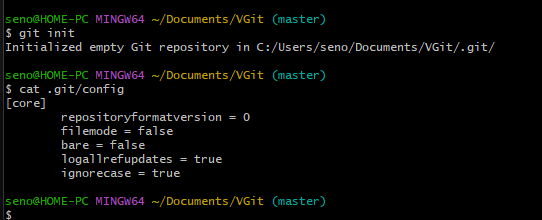 seno@HOME-PC MINGW64 ~/Documents/VGit (master)
$ git init
Initialized empty Git repository in C:/Users/seno/Documents/VGit/.git/
seno@HOME-PC MINGW64 ~/Documents/VGit (master)
$ cat .git/config
[core]
        repositoryformatversion = 0
        filemode = false
        bare = false
        logallrefupdates = true
        ignorecase = true
seno@HOME-PC MINGW64 ~/Documents/VGit (master)
$